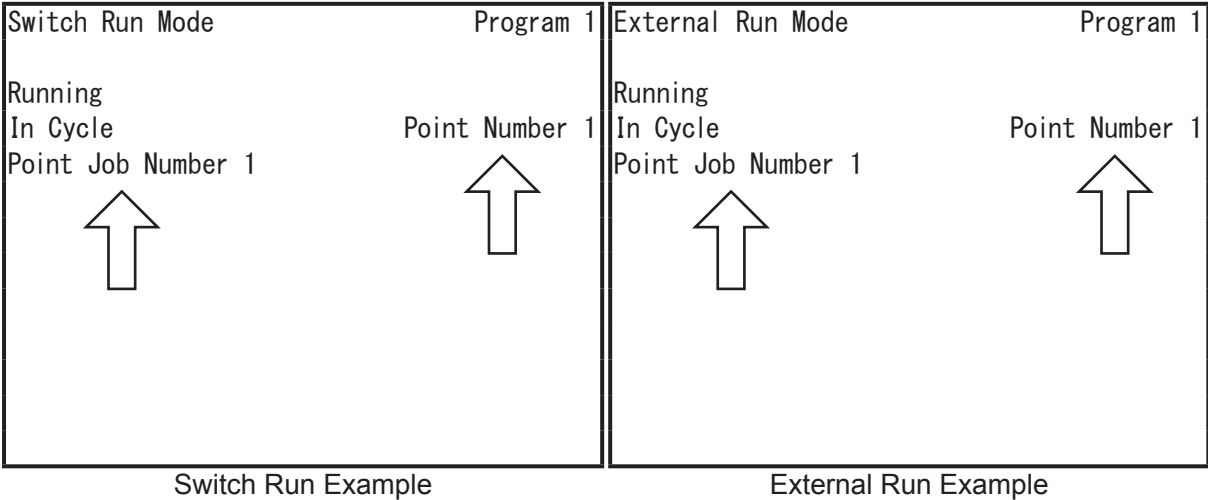 Switch Run Mode Program 1
Running
In Cycle Point Number 1
Point Job Number 1
Switch Run Example
External Run Mode Program 1
Running
In Cycle Point Number 1
Point Job Number 1
External Run Example